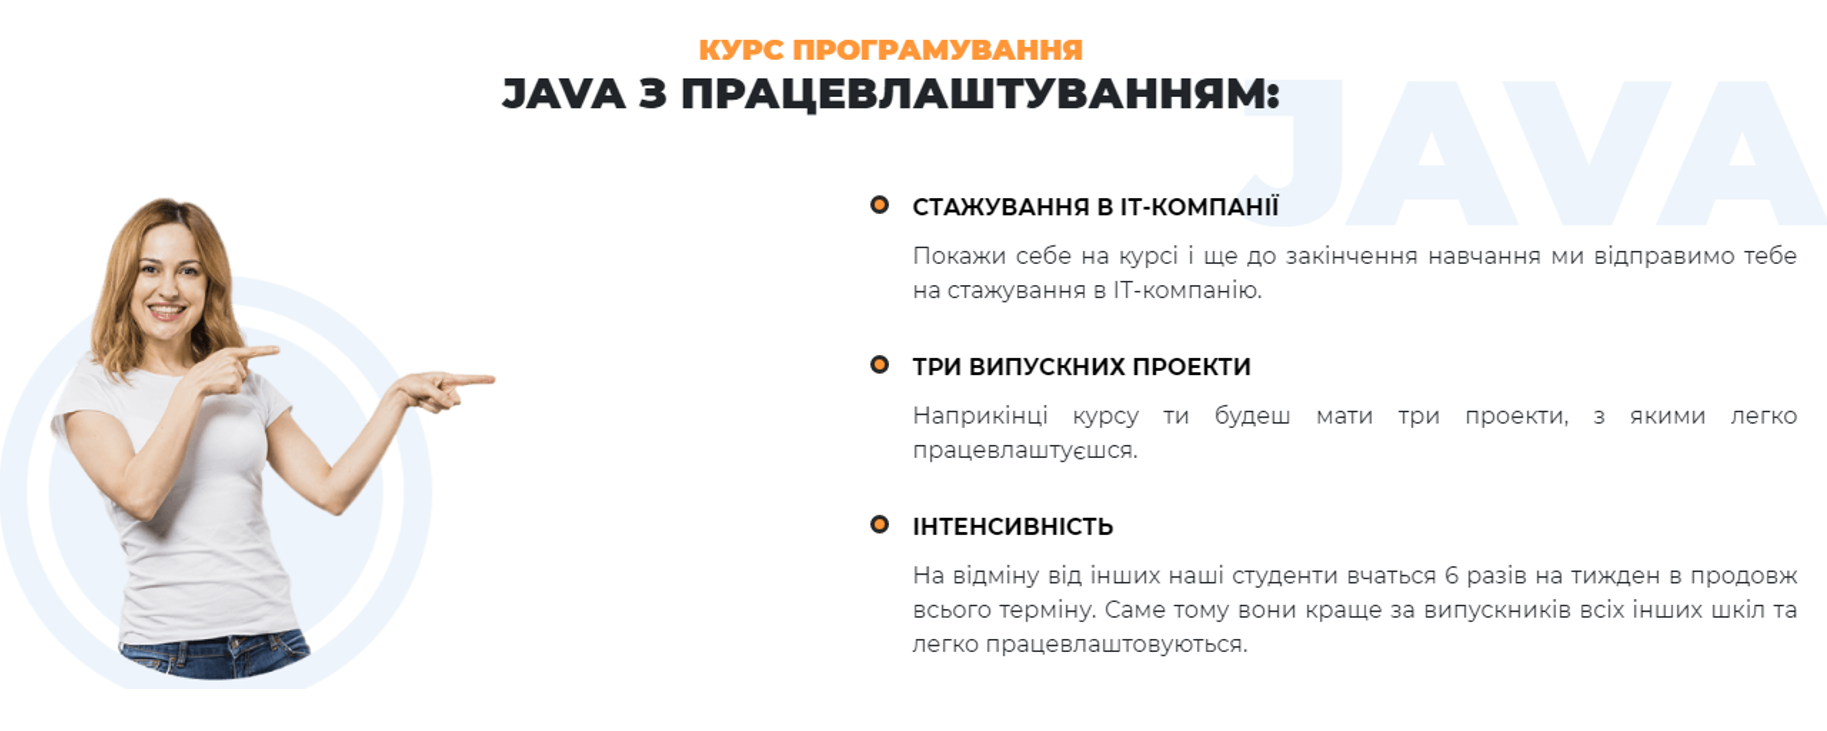 КУРС ПРОГРАМУВАННЯ
JAVA З ПРАЦЕВЛАШТУВАННЯМ:
JAVA
СТАЖУВАННЯ В ІТ-КОМПАНІЇ
Покажи себе на курсі і ще до закінчення навчання ми відправимо тебе
на стажування в ІТ-компанію.
ТРИ ВИПУСКНИХ ПРОЕКТИ
Наприкінці курсу ти будеш мати три проекти, з якими легко
працевлаштуєшся.
ІНТЕНСИВНІСТЬ
На відміну від інших наші студенти вчаться 6 разів на тижден в продовж
всього терміну. Саме тому вони краще за випускників всіх інших шкіл та
легко працевлаштовуються.